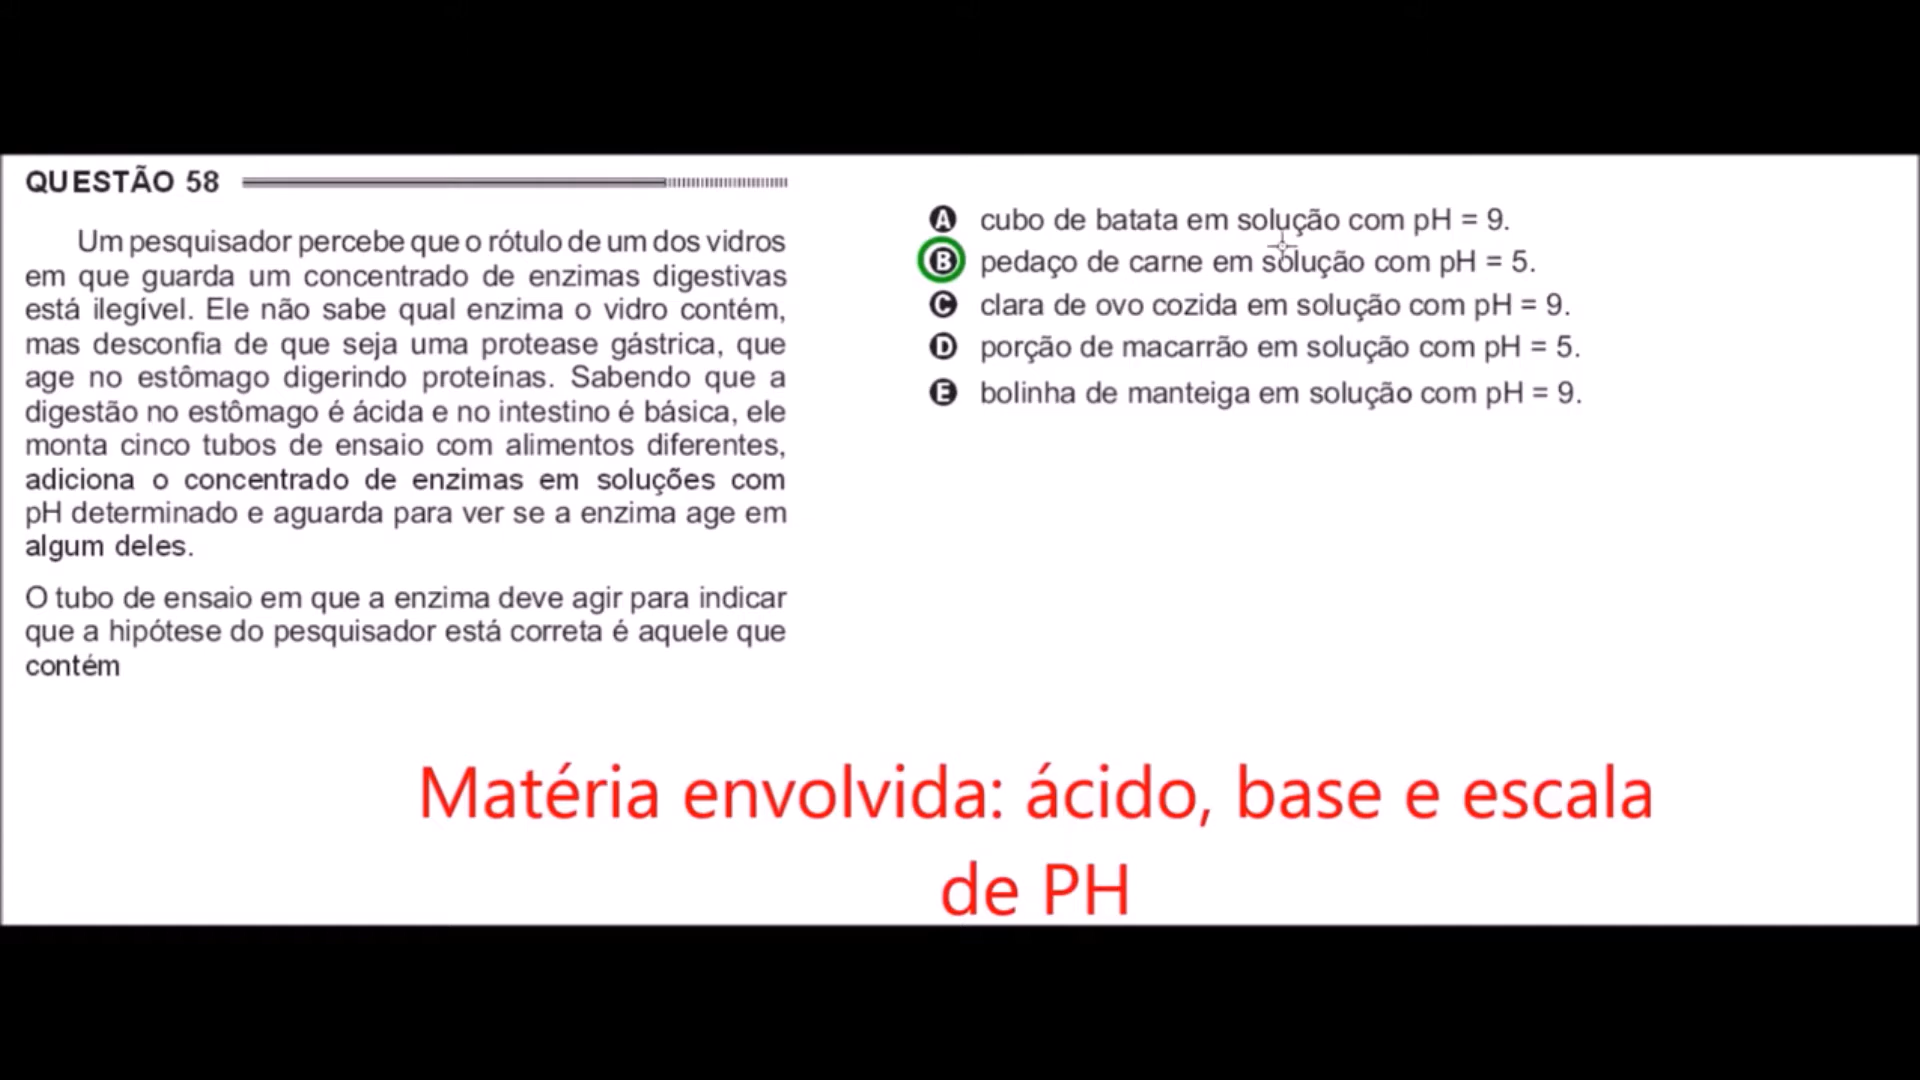 QUESTÃO 58
Um pesquisador percebe que o rótulo de um dos vidros
em que guarda um concentrado de enzimas digestivas
está ilegível. Ele não sabe qual enzima o vidro contém,
mas desconfia de que seja uma protease gástrica, que
age no estômago digerindo proteínas. Sabendo que a
digestão no estômago é ácida e no intestino é básica, ele
monta cinco tubos de ensaio com alimentos diferentes,
adiciona o concentrado de enzimas em soluções com
pH determinado e aguarda para ver se a enzima age em
algum deles.
O tubo de ensaio em que a enzima deve agir para indicar
que a hipótese do pesquisador está correta é aquele que
contém
A cubo de batata em solução com pH = 9.
B pedaço de carne em solução com pH = 5.
C clara de ovo cozida em solução com pH = 9.
D porção de macarrão em solução com pH = 5.
E bolinha de manteiga em solução com pH = 9.
Matéria envolvida: ácido, base e escala
de PH